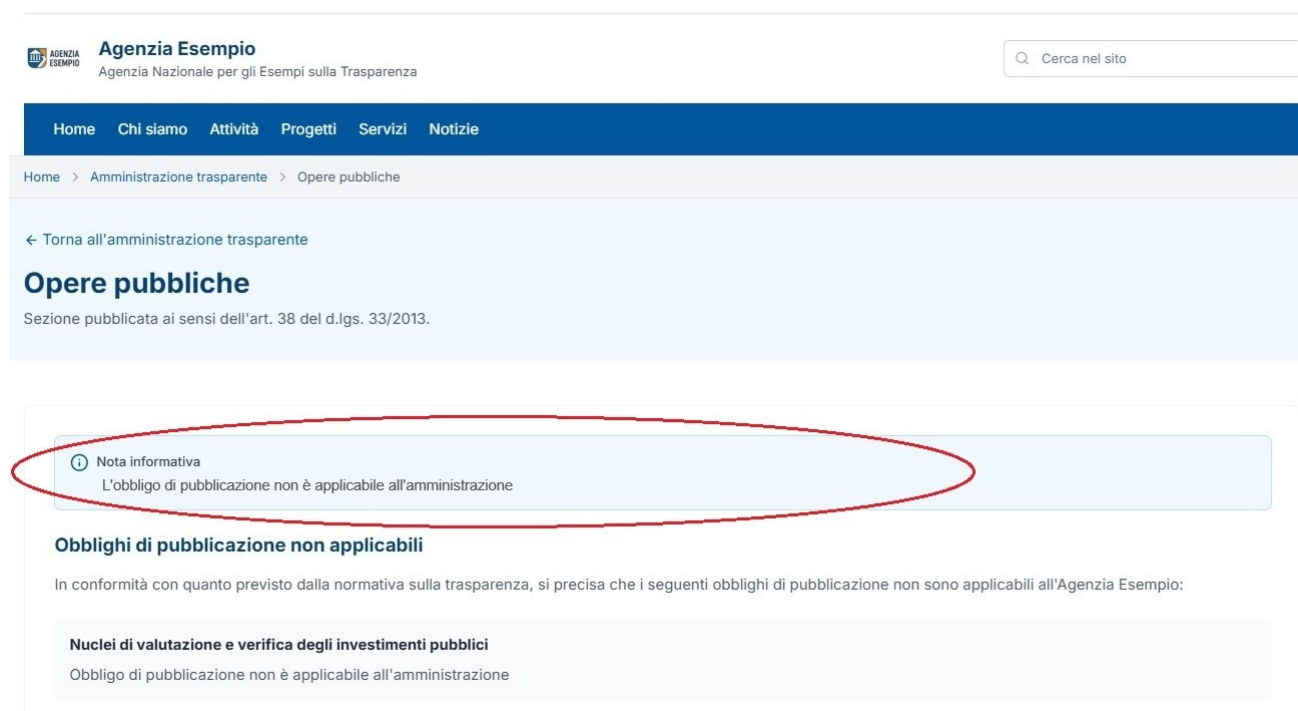 AGENZIA
ESEMPIO
Agenzia Esempio
Agenzia Nazionale per gli Esempi sulla Trasparenza
Cerca nel sito
Home Chi siamo Attività Progetti Servizi Notizie
Home > Amministrazione trasparente > Opere pubbliche
← Torna all'amministrazione trasparente
Opere pubbliche
Sezione pubblicata ai sensi dell'art. 38 del d.lgs. 33/2013.
Nota informativa
L'obbligo di pubblicazione non è applicabile all'amministrazione
Obblighi di pubblicazione non applicabili
In conformità con quanto previsto dalla normativa sulla trasparenza, si precisa che i seguenti obblighi di pubblicazione non sono applicabili all'Agenzia Esempio:
Nuclei di valutazione e verifica degli investimenti pubblici
Obbligo di pubblicazione non è applicabile all'amministrazione